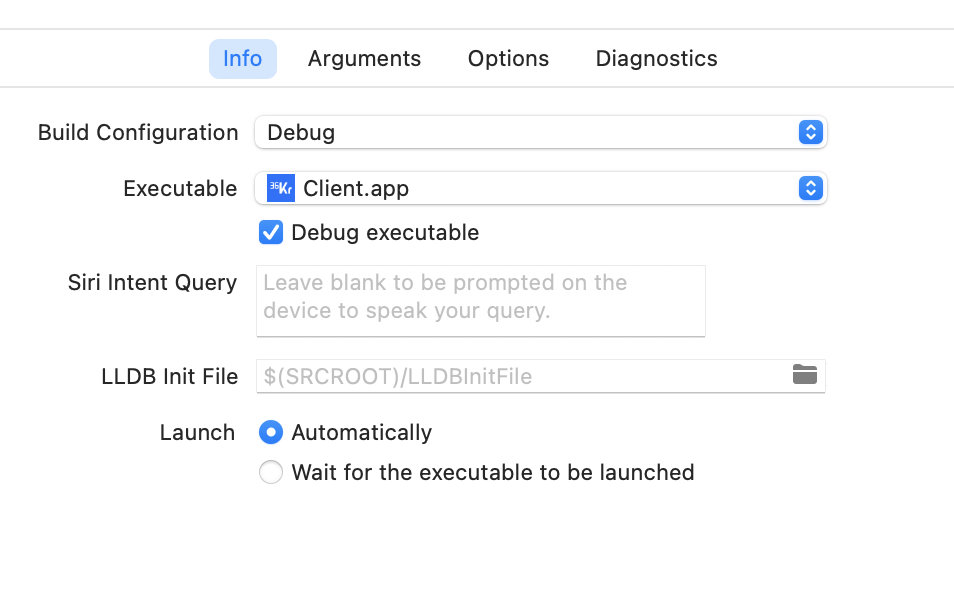 Info Arguments Options Diagnostics
Build Configuration Debug
Executable 36Kr Client.app
Debug executable
Siri Intent Query Leave blank to be prompted on the
device to speak your query.
LLDB Init File $(SRCROOT)/LLDBInitFile
Launch Automatically
Wait for the executable to be launched